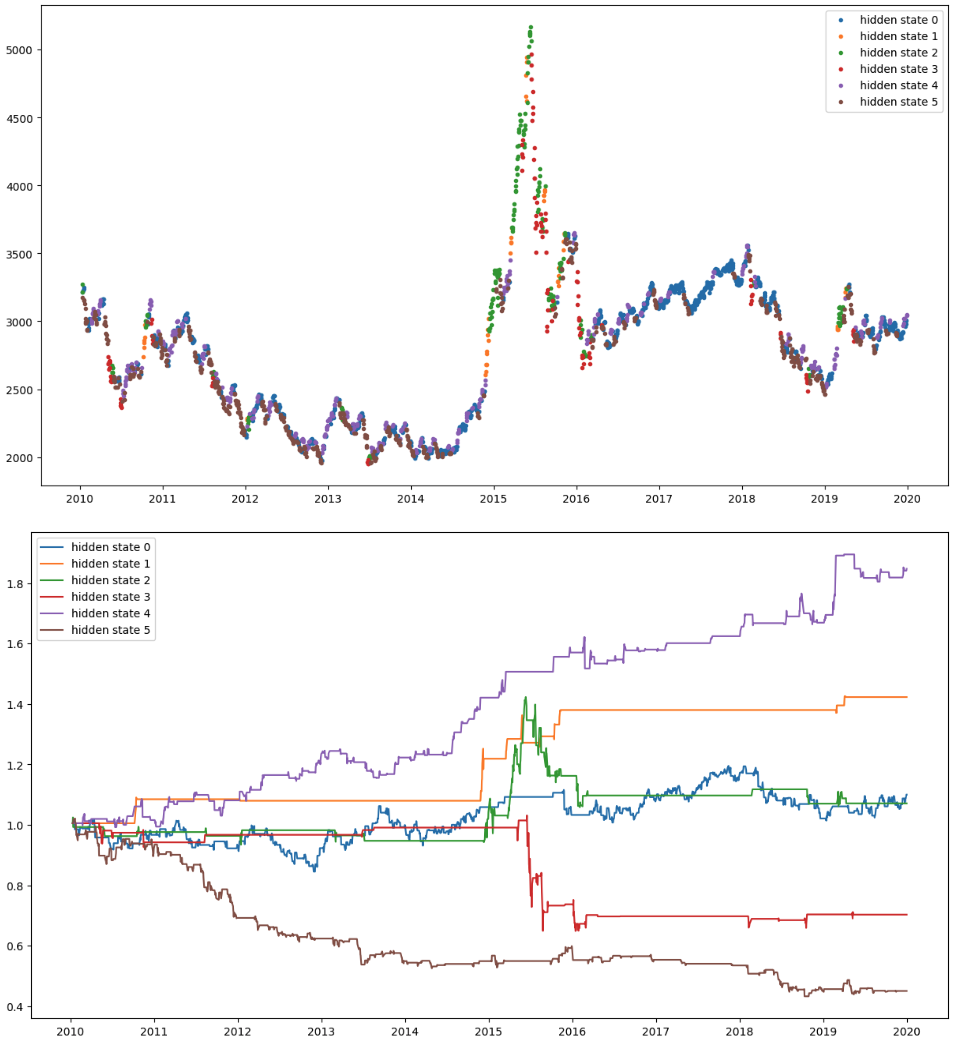 5000
4500
4000
3500
3000
2500
2000
2010 2011 2012 2013 2014 2015 2016 2017 2018 2019 2020
hidden state 0
hidden state 1
hidden state 2
hidden state 3
hidden state 4
hidden state 5
1.8
1.6
1.4
1.2
1.0
0.8
0.6
0.4
2010 2011 2012 2013 2014 2015 2016 2017 2018 2019 2020
hidden state 0
hidden state 1
hidden state 2
hidden state 3
hidden state 4
hidden state 5